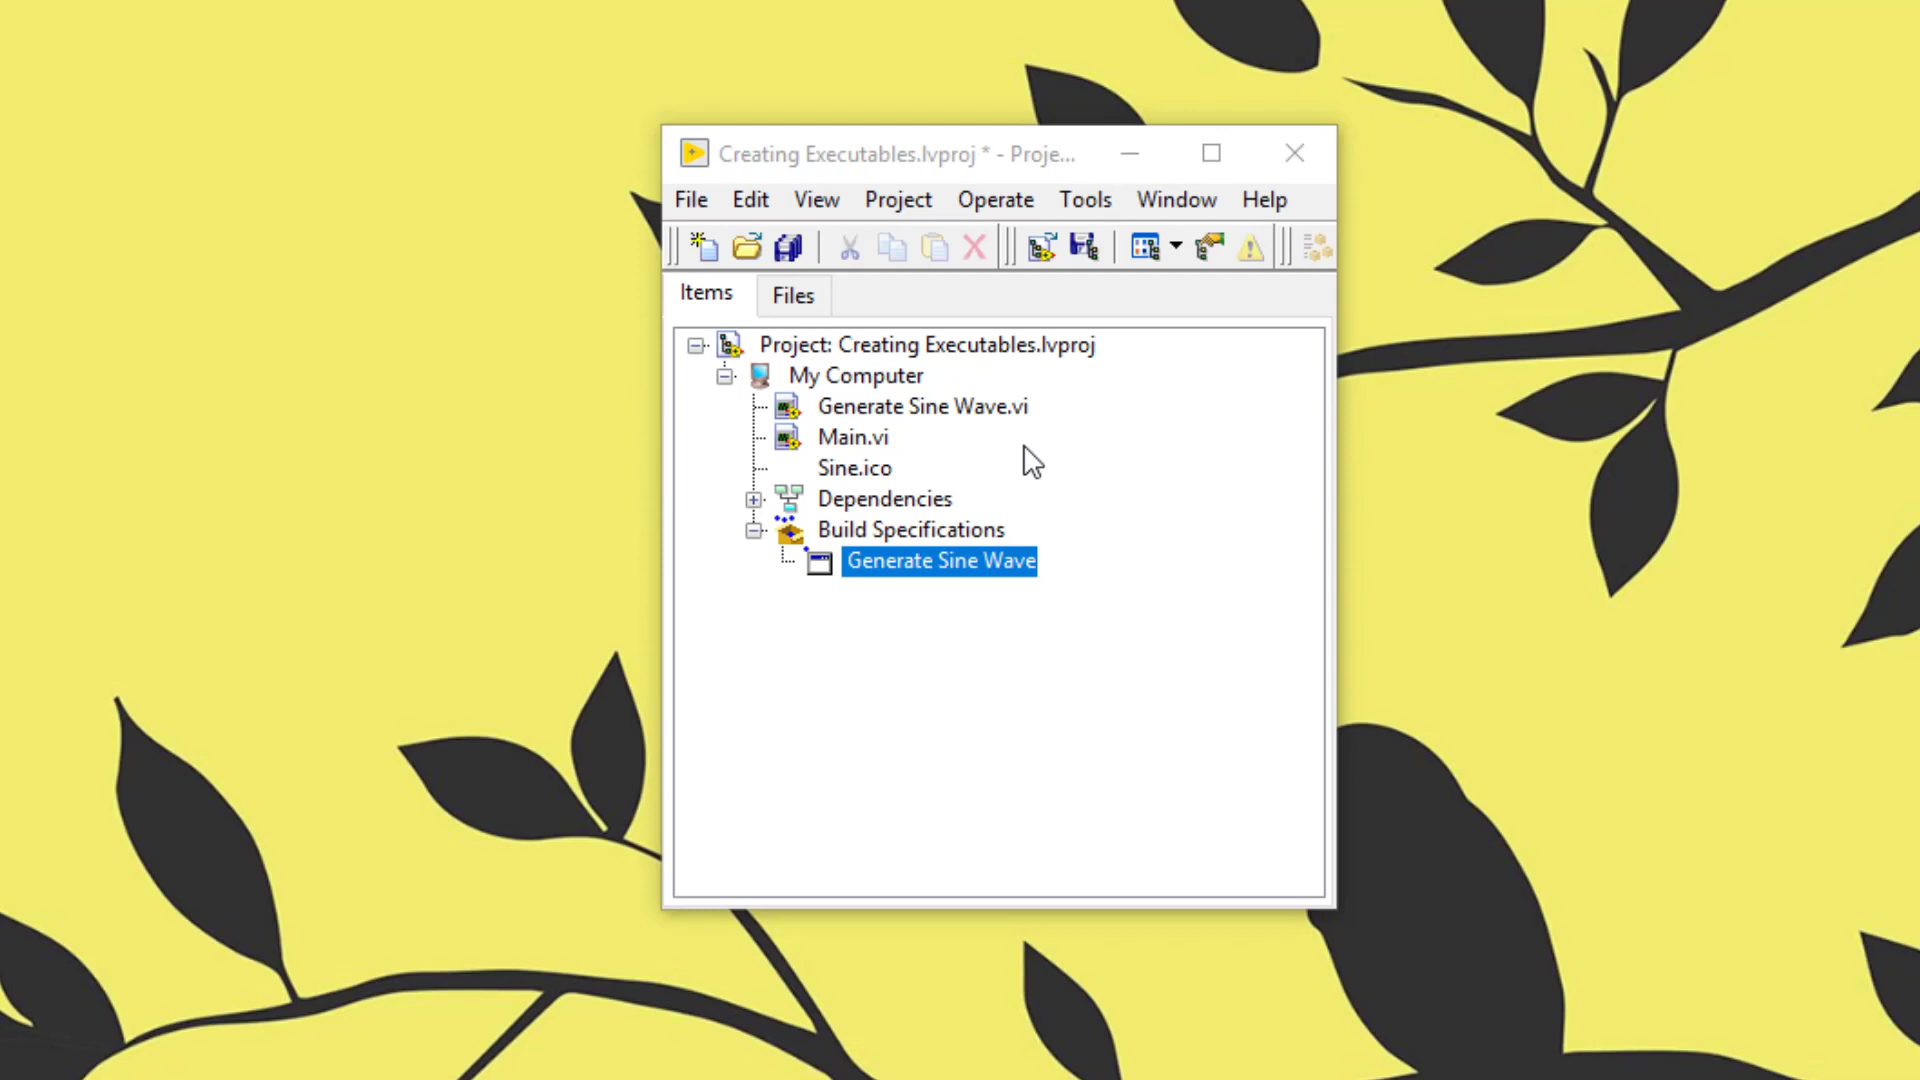 Creating Executables.lvproj * - Proje...
File Edit View Project Operate Tools Window Help
Items Files
Project: Creating Executables.lvproj
My Computer
Generate Sine Wave.vi
Main.vi
Sine.ico
Dependencies
Build Specifications
Generate Sine Wave